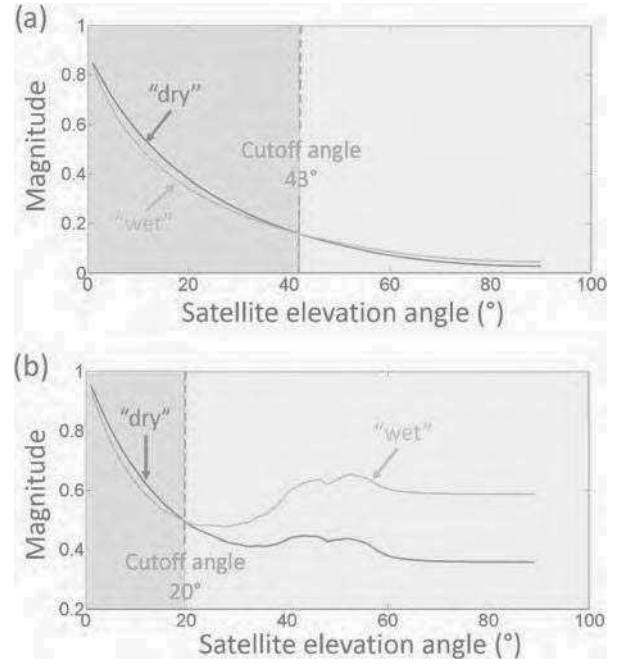 (a)
1
0.8
0.6
0.4
0.2
0
Magnitude
"dry"
"wet"
Cutoff angle
43°
0 20 40 60 80 100
Satellite elevation angle (°)
(b)
1
0.8
0.6
0.4
0.2
Magnitude
"dry"
"wet"
Cutoff angle
20°
0 20 40 60 80 100
Satellite elevation angle (°)